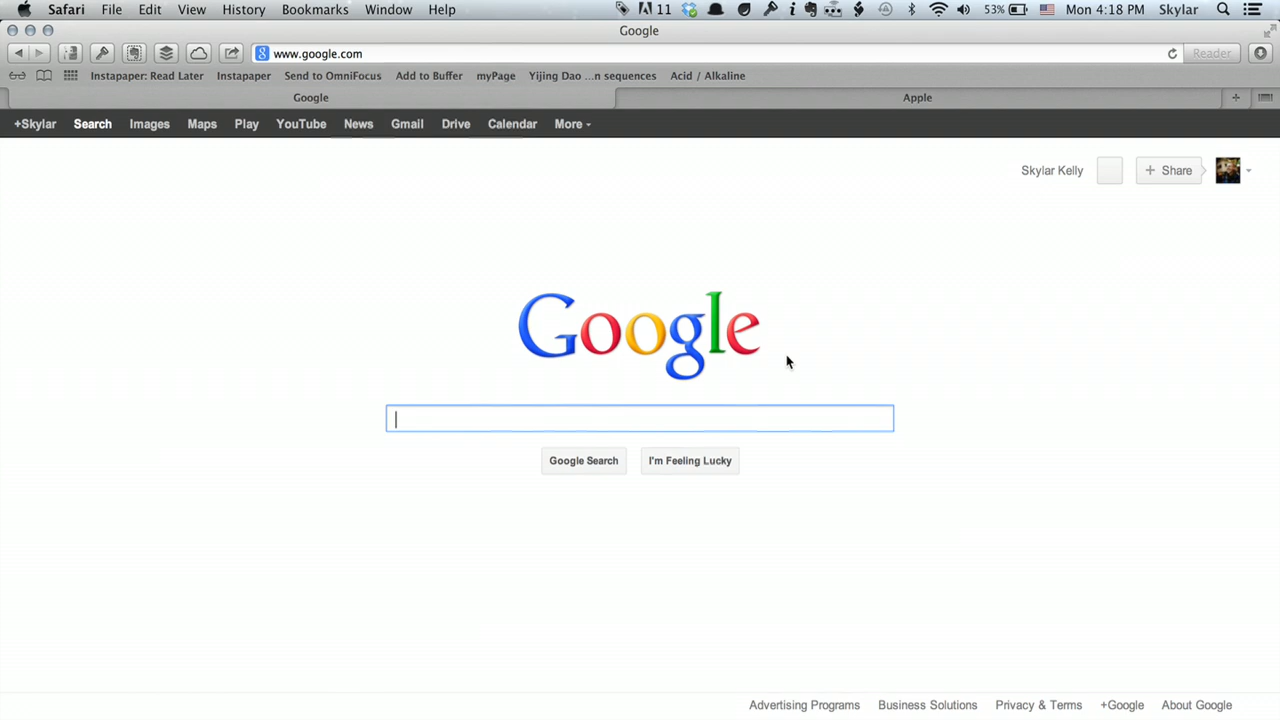 Safari File Edit View History Bookmarks Window Help 11 53% Mon 4:18 PM Skylar
Google
www.google.com Reader
Instapaper: Read Later Instapaper Send to OmniFocus Add to Buffer myPage Yijing Dao ...n sequences Acid / Alkaline
Google Apple
+Skylar Search Images Maps Play YouTube News Gmail Drive Calendar More
Skylar Kelly + Share
Google
Google Search I'm Feeling Lucky
Advertising Programs Business Solutions Privacy & Terms +Google About Google